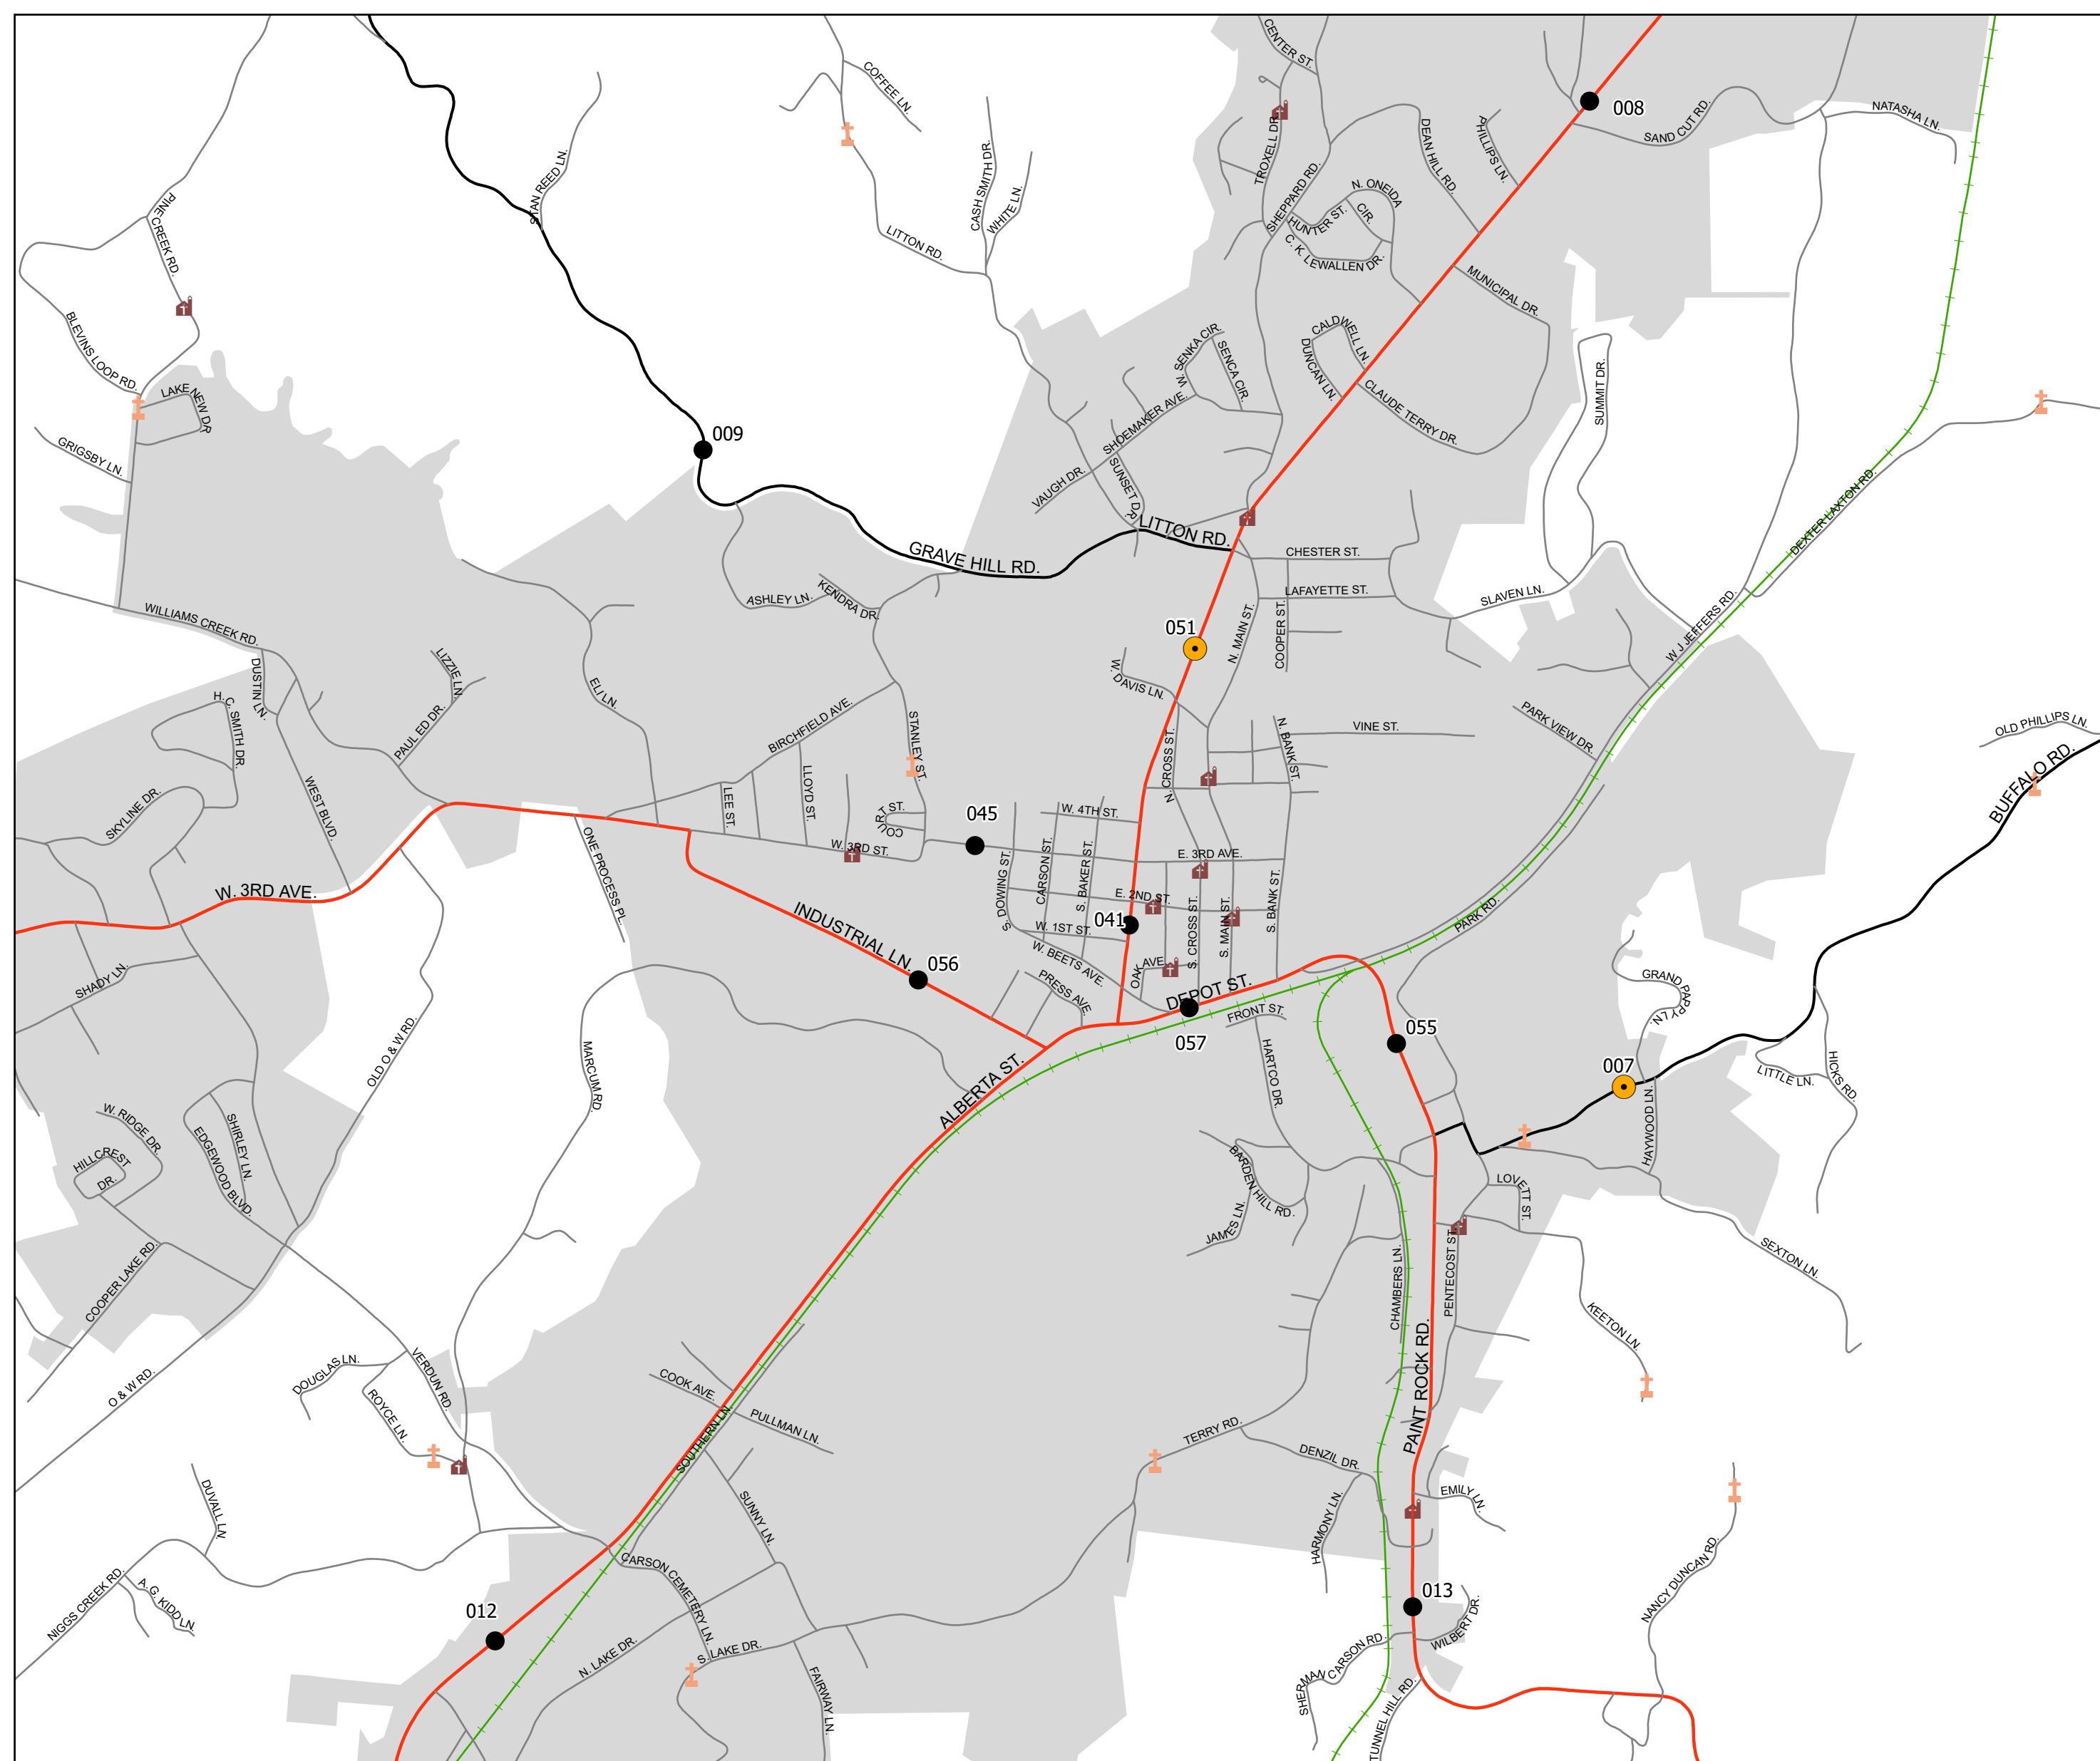 CENTER ST.
COFFEE LN.
008
SAND CUT RD.
NATASHA LN.
STAN REED LN.
CASH SMITH DR.
WHITE LN.
TROXELL DR.
DEAN HILL RD.
PHILLIPS LN.
SHEPPARD RD.
N. ONEIDA
CIR.
HUNTER ST.
C. K. LEWALLEN DR.
PINE
CREEK RD.
LITTON RD.
MUNICIPAL DR.
BLEVINS LOOP RD.
W. SENKA CIR.
SENCA CIR.
CALDWELL LN.
DUNCAN LN.
SUMMIT DR.
LAKE NEW DR
SHOEMAKER AVE.
CLAUDE TERRY DR.
009
GRIGSBY LN.
VAUGH DR.
SUNSET DR.
DEXTER LAXTON RD.
LITTON RD.
GRAVE HILL RD.
CHESTER ST.
LAFAYETTE ST.
SLAVEN LN.
ASHLEY LN.
KENDRA DR.
WILLIAMS CREEK RD.
051
N. MAIN ST.
COOPER ST.
W J JEFFERS RD.
DUSTIN LN.
LIZZIE LN.
ELI LN.
W. DAVIS LN.
H. C. SMITH DR.
PAUL ED DR.
BIRCHFIELD AVE.
STANLEY ST.
N. CROSS ST.
N. BANK ST.
VINE ST.
PARK VIEW DR.
OLD PHILLIPS LN.
BUFFALO RD.
SKYLINE DR.
WEST BLVD.
LEE ST.
LLOYD ST.
COURT ST.
045
W. 4TH ST.
ONE PROCESS PL.
W. 3RD ST.
E. 3RD AVE.
W. 3RD AVE.
S. DOWING ST.
CARSON ST.
S. BAKER ST.
E. 2ND ST.
INDUSTRIAL LN.
041
W. 1ST ST.
S. CROSS ST.
S. MAIN ST.
S. BANK ST.
PARK RD.
W. BEETS AVE.
OAK AVE.
056
PRESS AVE.
DEPOT ST.
SHADY LN.
GRAND PAPPY LN.
FRONT ST.
057
055
OLD O & W RD.
MARCUM RD.
ALBERTA ST.
HARTCO DR.
007
LITTLE LN.
HICKS RD.
HAYWOOD LN.
W. RIDGE DR
HILLCREST
DR.
EDGEWOOD BLVD.
SHIRLEY LN.
BARDEN HILL RD.
JAMES LN.
LOVETT ST.
COOPER LAKE RD.
CHAMBERS LN.
PENTECOST ST.
SEXTON LN.
KEETON LN.
PAINT ROCK RD.
O & W RD.
DOUGLAS LN.
VERDUN RD.
ROYCE LN.
COOK AVE.
PULLMAN LN.
SOUTHERN LN.
TERRY RD.
DENZIL DR.
HARMONY LN.
EMILY LN.
DUVALL LN.
SUNNY LN.
NANCY DUNCAN RD.
NIGGS CREEK RD.
A. G. KIDD LN.
CARSON CEMETERY LN.
012
013
WILBERT DR.
N. LAKE DR.
S. LAKE DR.
FAIRWAY LN.
SHERMAN CARSON RD.
TUNNEL HILL RD.